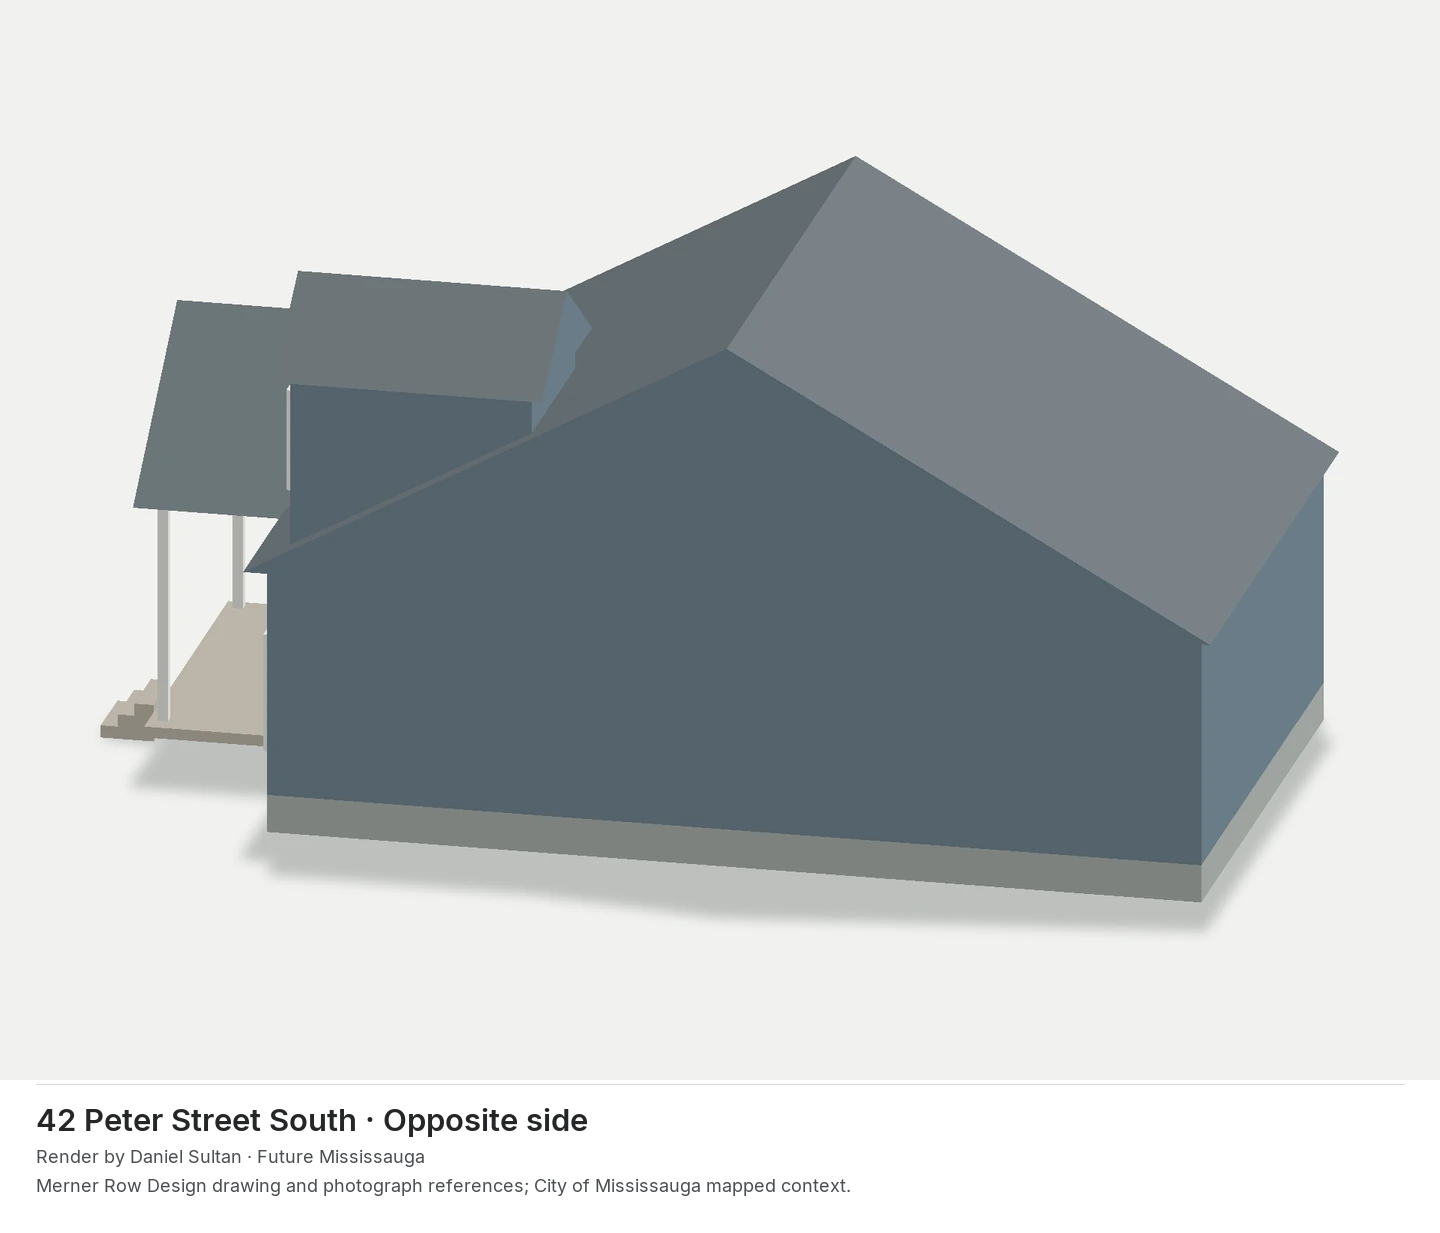 42 Peter Street South · Opposite side
Render by Daniel Sultan · Future Mississauga
Merner Row Design drawing and photograph references; City of Mississauga mapped context.